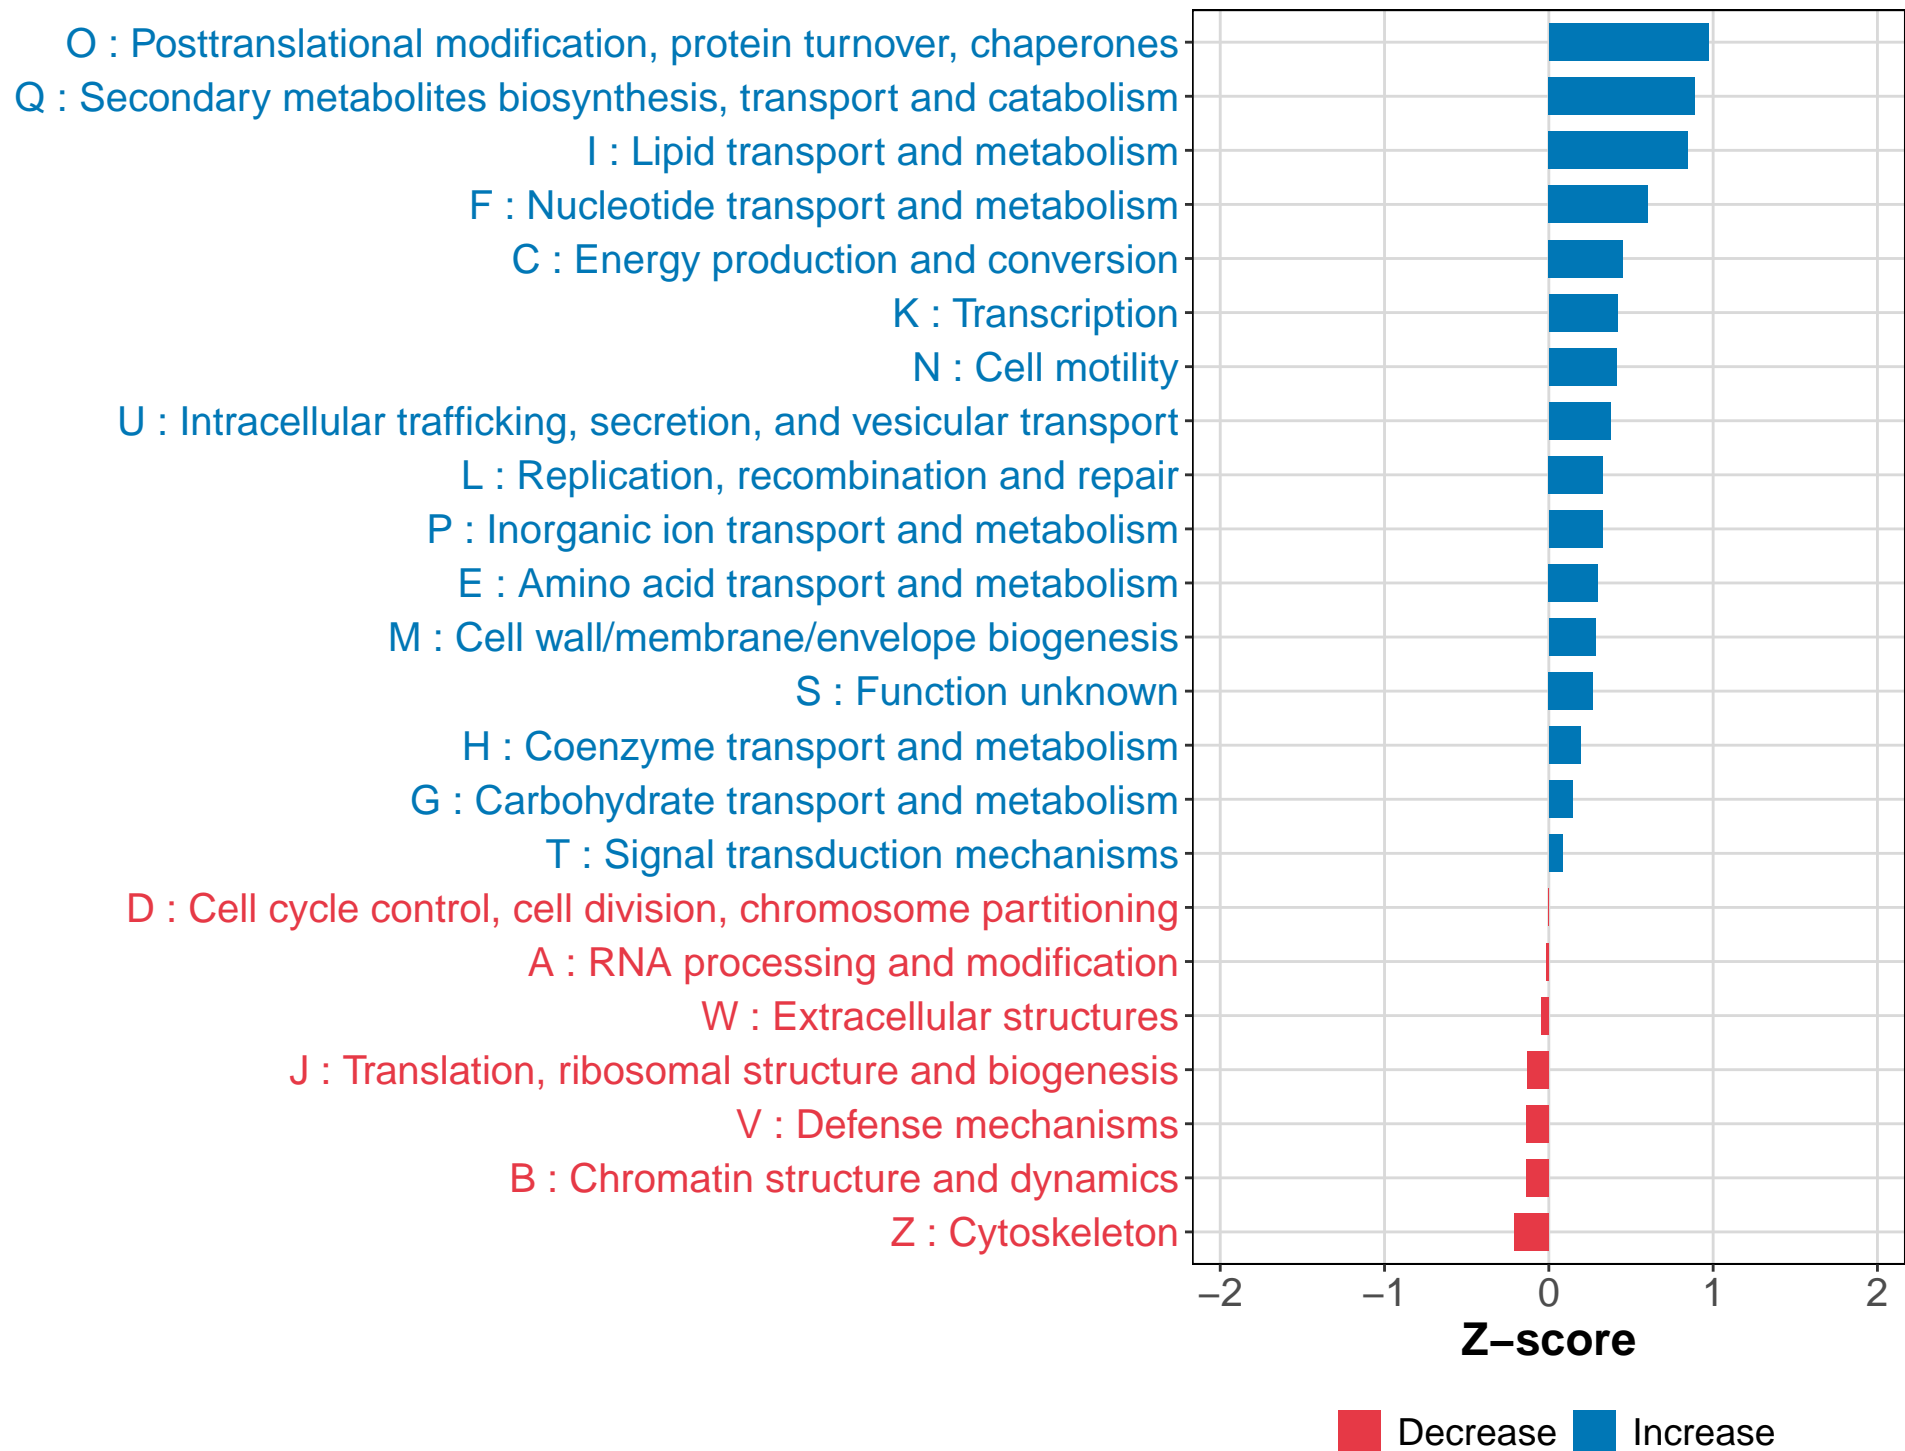 O : Posttranslational modification, protein turnover, chaperones
Q : Secondary metabolites biosynthesis, transport and catabolism
I : Lipid transport and metabolism
F : Nucleotide transport and metabolism
C : Energy production and conversion
K : Transcription
N : Cell motility
U : Intracellular trafficking, secretion, and vesicular transport
L : Replication, recombination and repair
P : Inorganic ion transport and metabolism
E : Amino acid transport and metabolism
M : Cell wall/membrane/envelope biogenesis
S : Function unknown
H : Coenzyme transport and metabolism
G : Carbohydrate transport and metabolism
T : Signal transduction mechanisms
D : Cell cycle control, cell division, chromosome partitioning
A : RNA processing and modification
W : Extracellular structures
J : Translation, ribosomal structure and biogenesis
V : Defense mechanisms
B : Chromatin structure and dynamics
Z : Cytoskeleton
−2 −1 0 1 2
Z−score
Decrease Increase